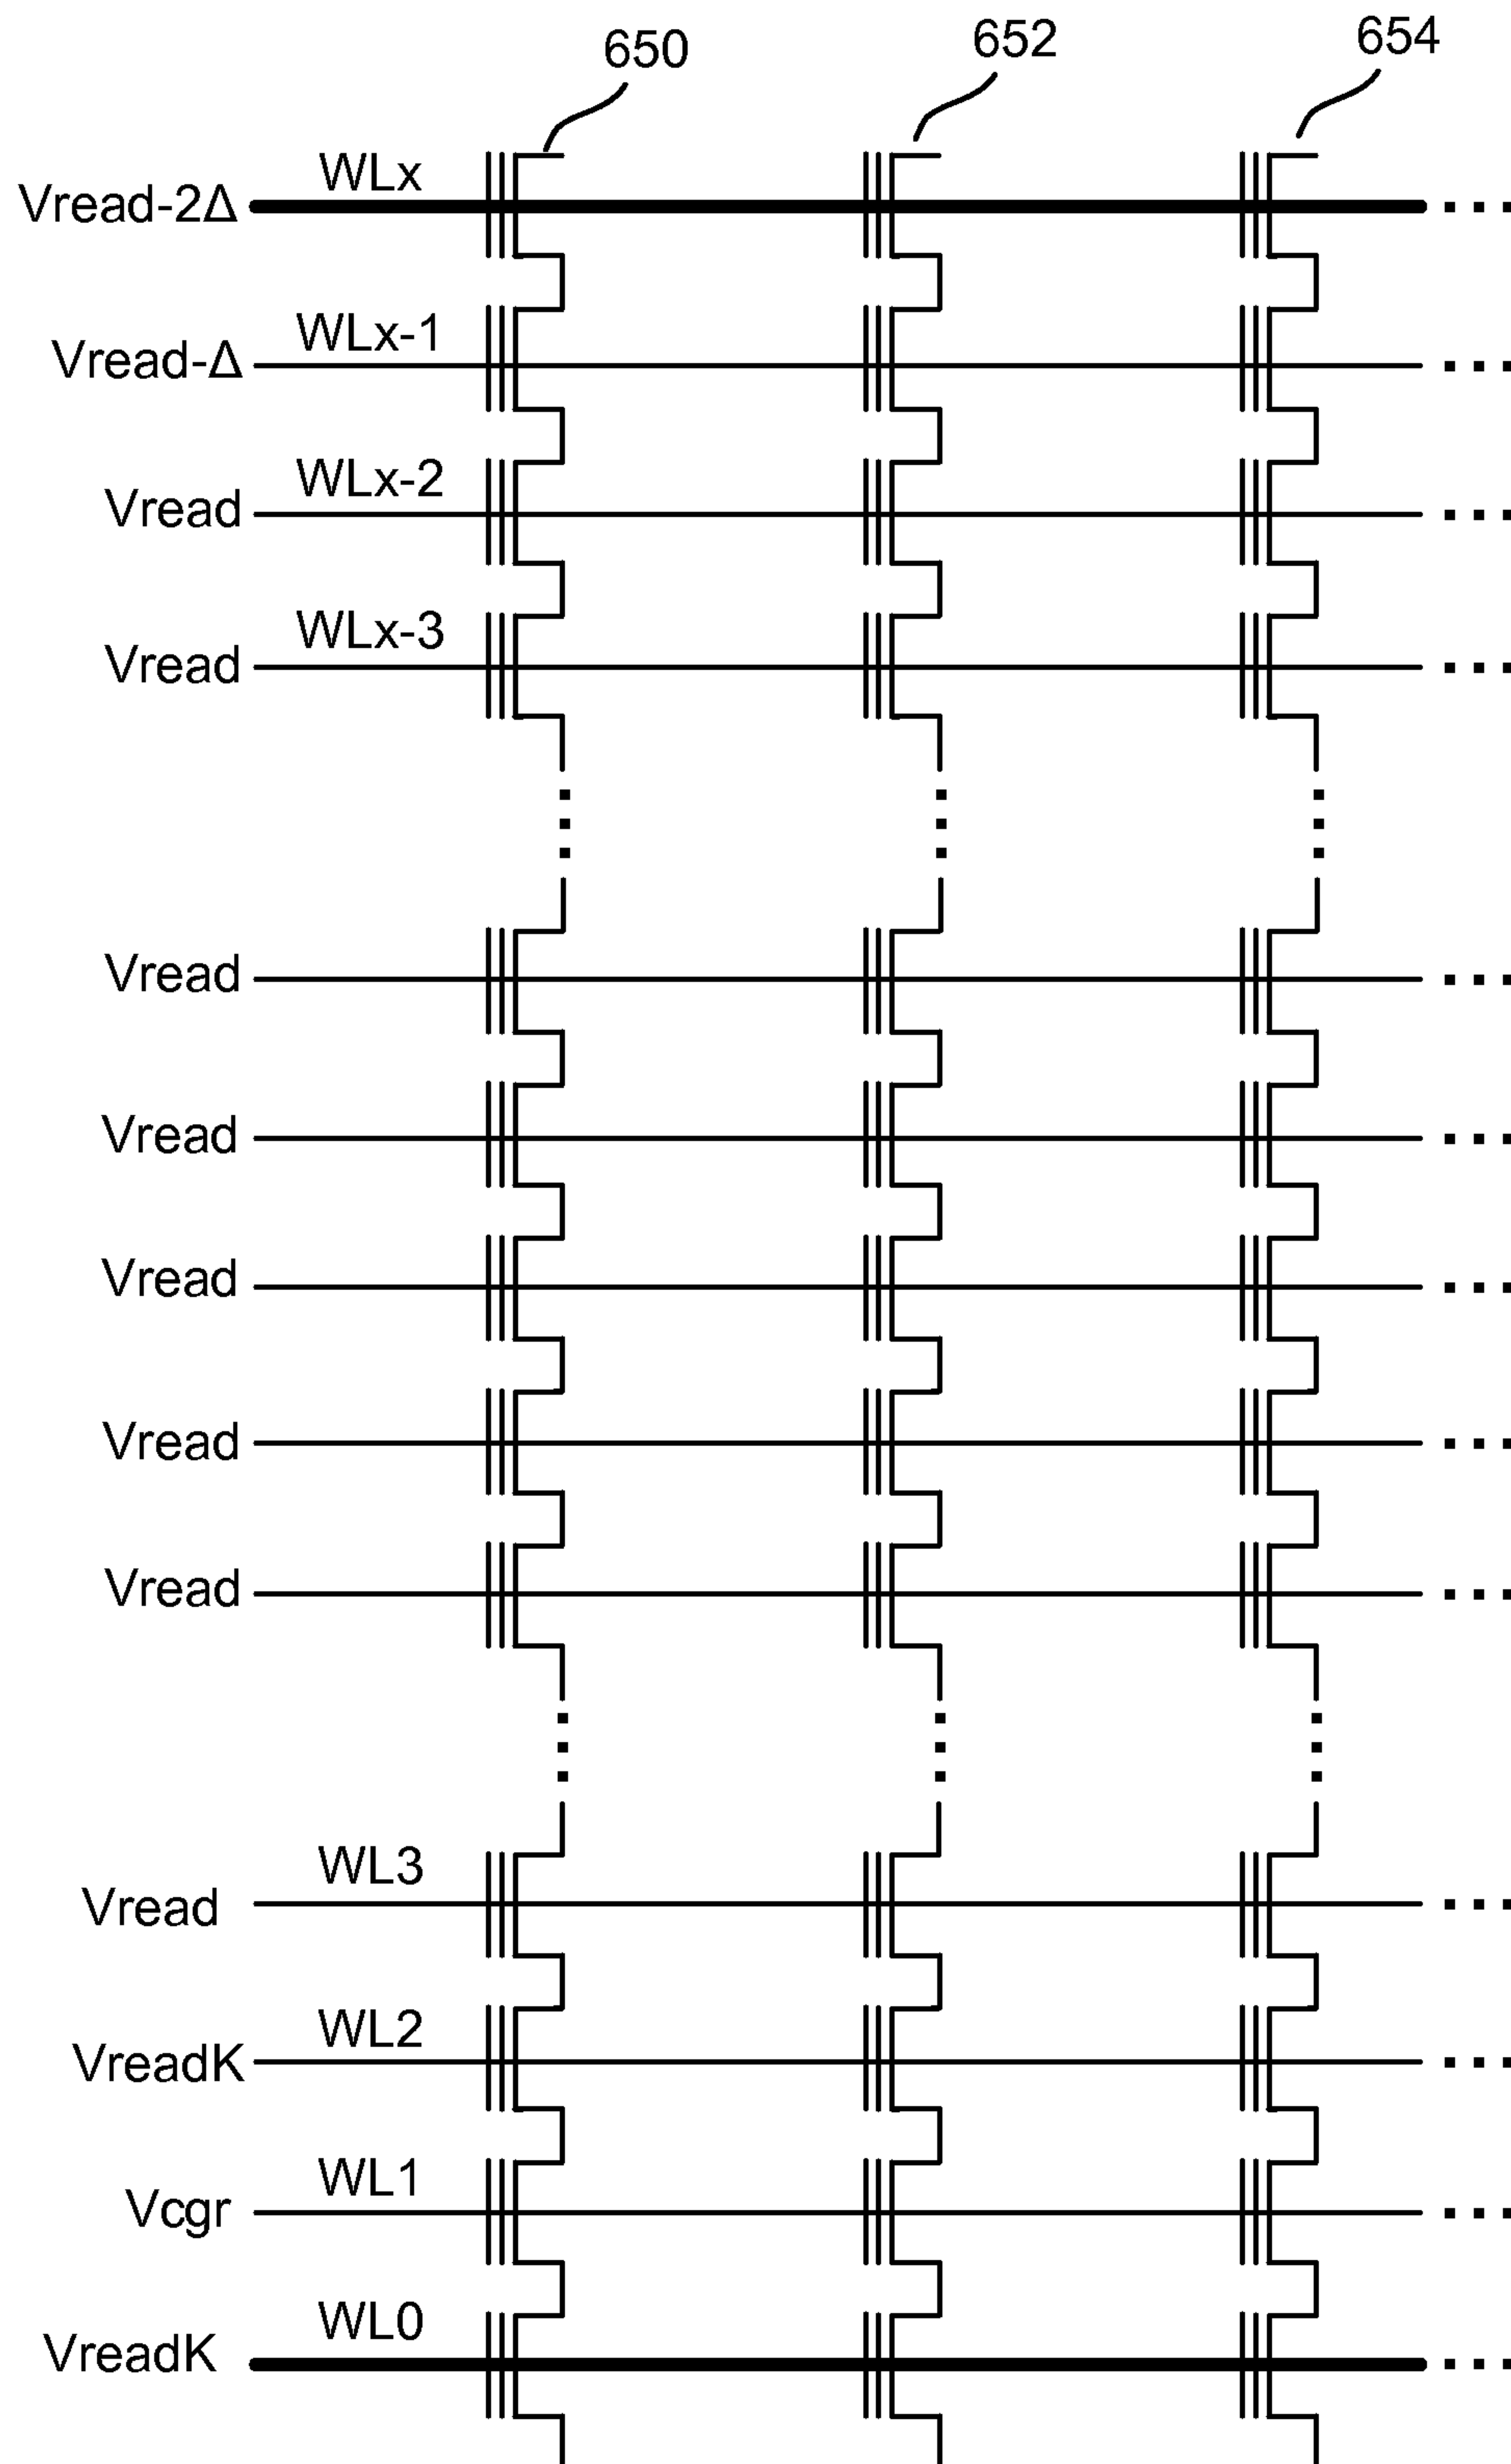 650 652 654
WLx
Vread-2Δ
WLx-1
Vread-Δ
WLx-2
Vread
WLx-3
Vread
Vread
Vread
Vread
Vread
Vread
WL3
Vread
WL2
VreadK
WL1
Vcgr
WL0
VreadK